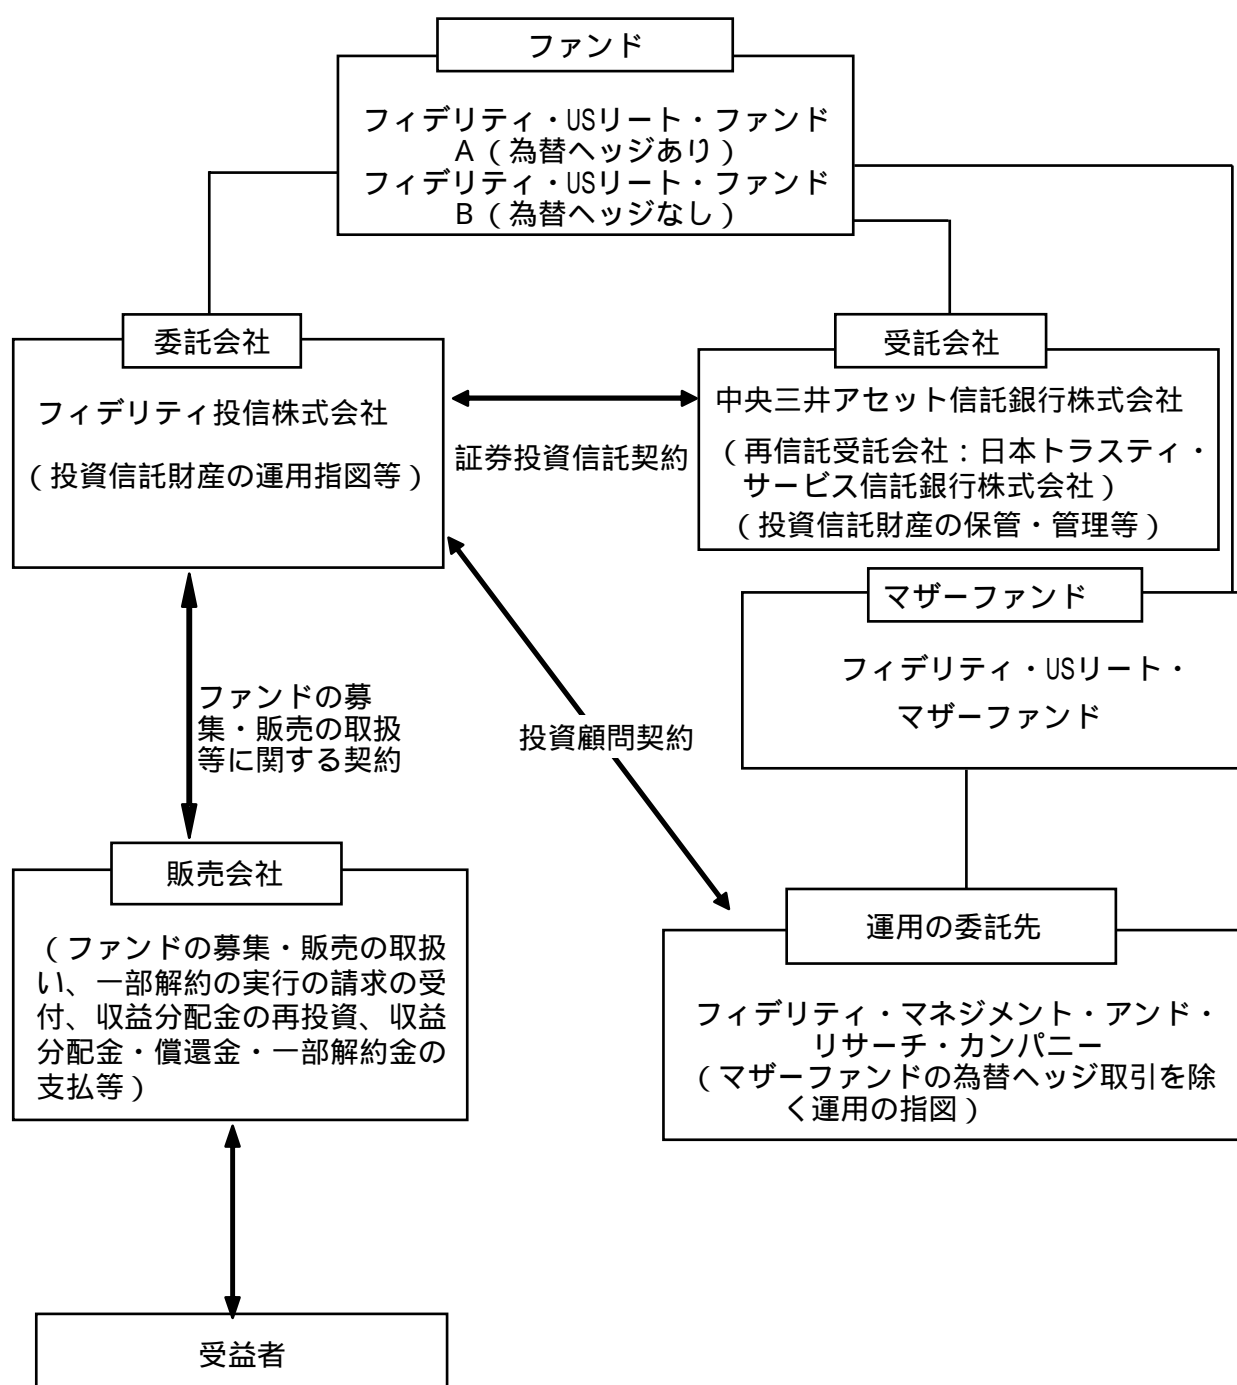 ファンド
フィデリティ・USリート・ファンド
A(為替ヘッジあり)
フィデリティ・USリート・ファンド
B(為替ヘッジなし)
委託会社
フィデリティ投信株式会社
(投資信託財産の運用指図等)
証券投資信託契約
受託会社
中央三井アセット信託銀行株式会社
(再信託受託会社:日本トラスティ・
サービス信託銀行株式会社)
(投資信託財産の保管・管理等)
マザーファンド
フィデリティ・USリート・
マザーファンド
ファンドの募
集・販売の取扱
等に関する契約
投資顧問契約
販売会社
(ファンドの募集・販売の取扱
い、一部解約の実行の請求の受
付、収益分配金の再投資、収益
分配金・償還金・一部解約金の
支払等)
運用の委託先
フィデリティ・マネジメント・アンド・
リサーチ・カンパニー
(マザーファンドの為替ヘッジ取引を除
く運用の指図)
受益者